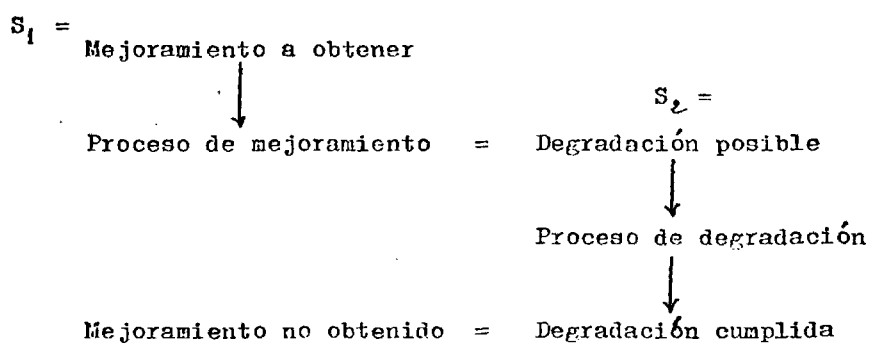 S₁ =
Mejoramiento a obtener
S₂ =
Proceso de mejoramiento = Degradación posible
Proceso de degradación
Mejoramiento no obtenido = Degradación cumplida